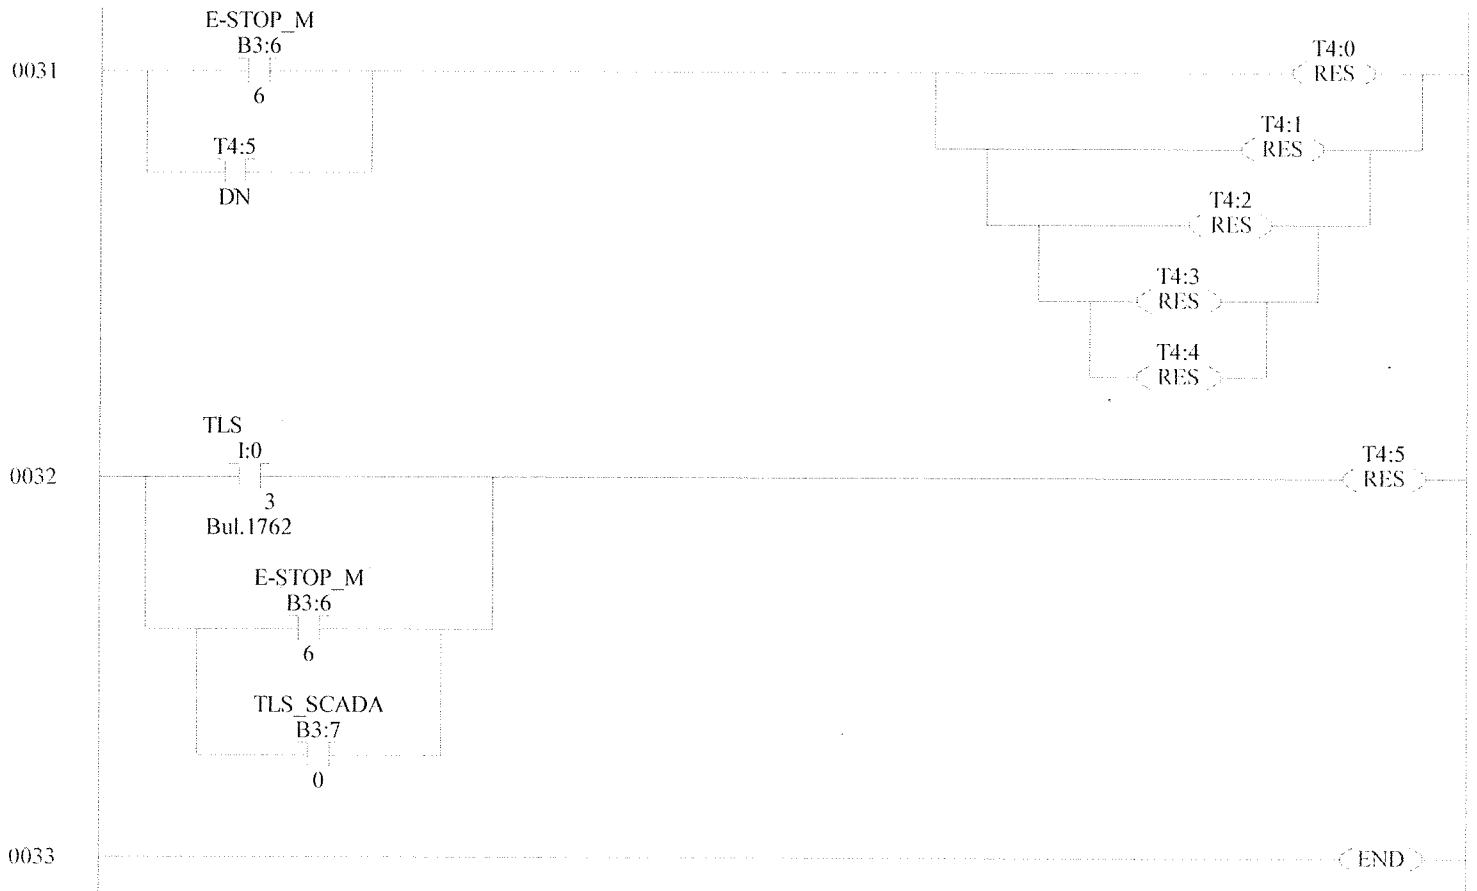 E-STOP_M
B3:6
0031
6
T4:5
DN
T4:0
RES
T4:1
RES
T4:2
RES
T4:3
RES
T4:4
RES
TLS
I:0
0032
3
Bul.1762
T4:5
RES
E-STOP_M
B3:6
6
TLS_SCADA
B3:7
0
0033
END